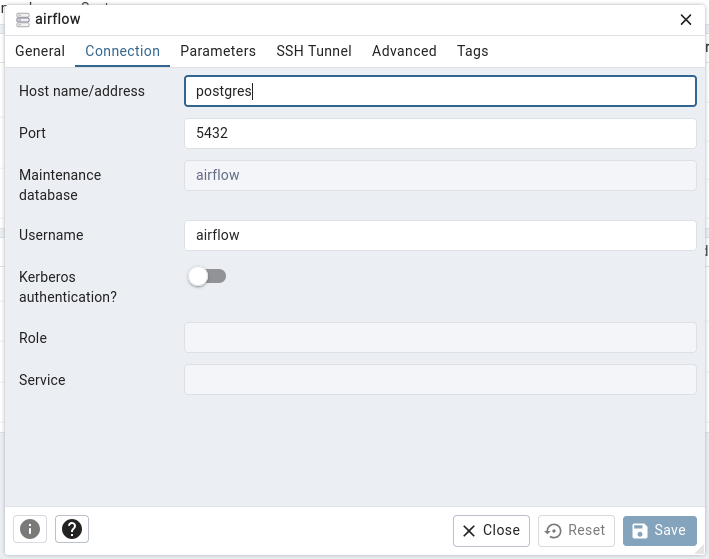 airflow
General Connection Parameters SSH Tunnel Advanced Tags
Host name/address postgres
Port 5432
Maintenance database airflow
Username airflow
Kerberos authentication?
Role
Service
Close Reset Save